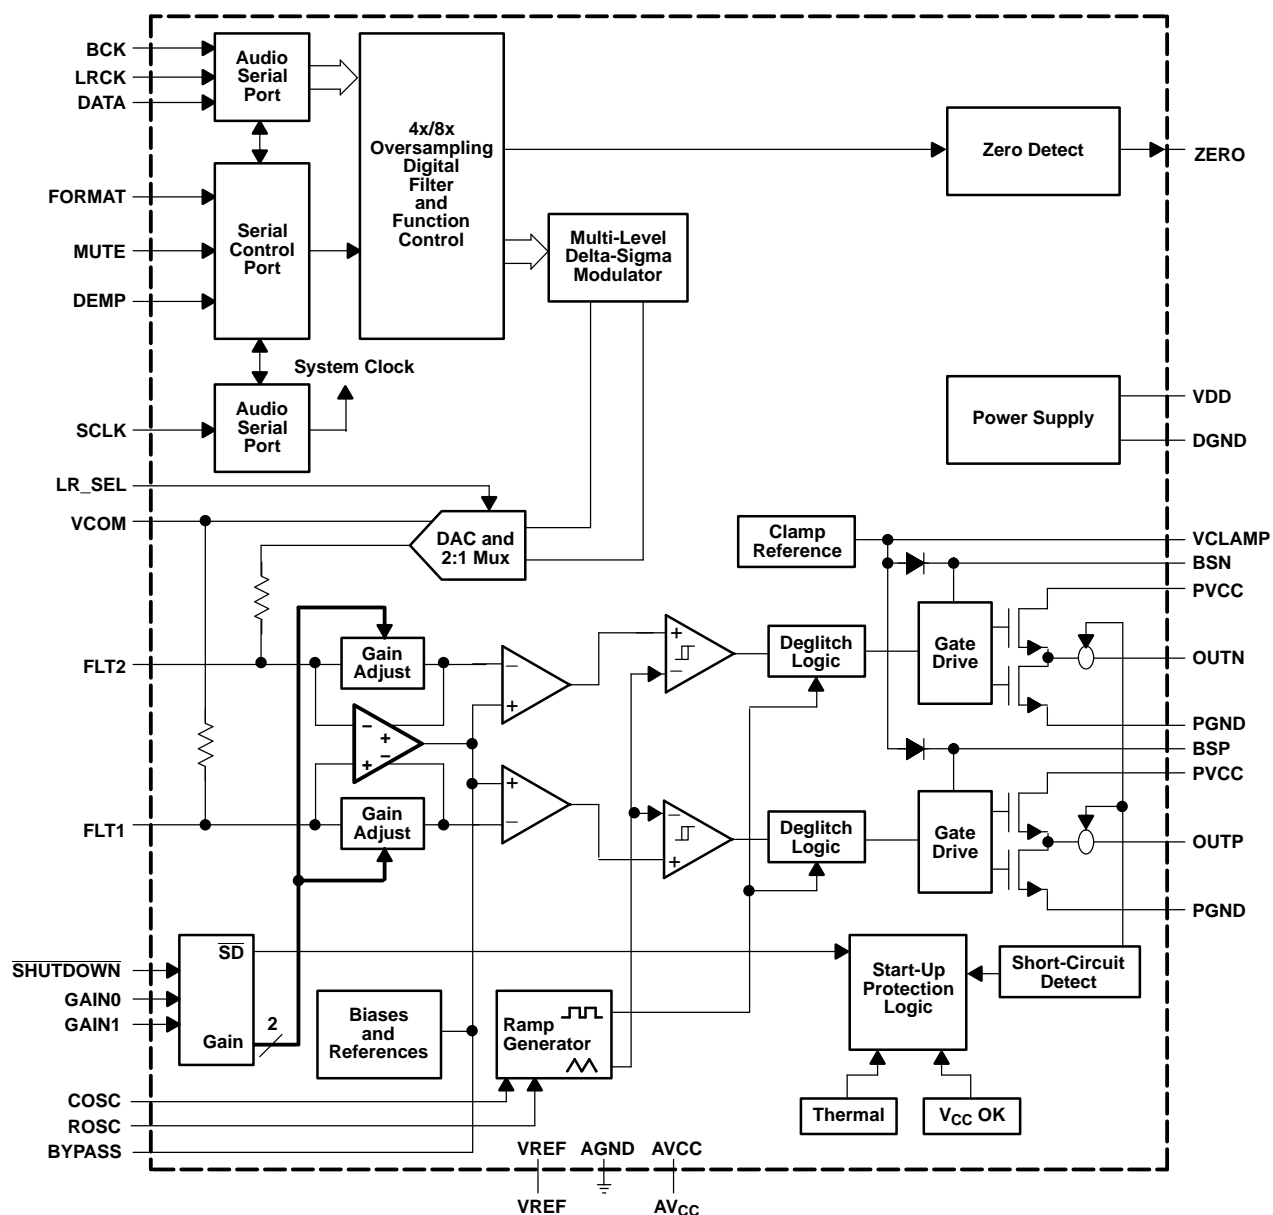 BCK
LRCK
DATA
Audio
Serial
Port
4x/8x
Oversampling
Digital
Filter
and
Function
Control
Zero Detect
ZERO
FORMAT
MUTE
DEMP
Serial
Control
Port
Multi-Level
Delta-Sigma
Modulator
System Clock
SCLK
Audio
Serial
Port
Power Supply
VDD
DGND
LR_SEL
VCOM
DAC and
2:1 Mux
Clamp
Reference
VCLAMP
BSN
PVCC
FLT2
Gain
Adjust
−
+
+
−
Deglitch
Logic
Gate
Drive
OUTN
PGND
BSP
PVCC
−
+
+
−
FLT1
Gain
Adjust
+
−
−
+
Deglitch
Logic
Gate
Drive
OUTP
PGND
SHUTDOWN
GAIN0
GAIN1
SD
Gain
2
Biases
and
References
Ramp
Generator
Start-Up
Protection
Logic
Short-Circuit
Detect
Thermal
VCC OK
COSC
ROSC
BYPASS
VREF
AGND
AVCC
VREF
AVCC